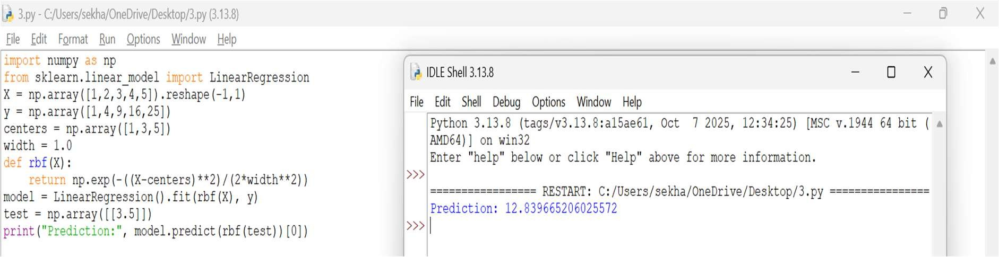 3.py - C:/Users/sekha/OneDrive/Desktop/3.py (3.13.8)
File Edit Format Run Options Window Help
import numpy as np
from sklearn.linear_model import LinearRegression
X = np.array([1,2,3,4,5]).reshape(-1,1)
y = np.array([1,4,9,16,25])
centers = np.array([1,3,5])
width = 1.0
def rbf(X):
    return np.exp(-((X-centers)**2)/(2*width**2))
model = LinearRegression().fit(rbf(X), y)
test = np.array([[3.5]])
print("Prediction:", model.predict(rbf(test))[0])
IDLE Shell 3.13.8
File Edit Shell Debug Options Window Help
Python 3.13.8 (tags/v3.13.8:a15ae61, Oct  7 2025, 12:34:25) [MSC v.1944 64 bit (
AMD64)] on win32
Enter "help" below or click "Help" above for more information.
>>>
================= RESTART: C:/Users/sekha/OneDrive/Desktop/3.py ================
Prediction: 12.839665206025572
>>>